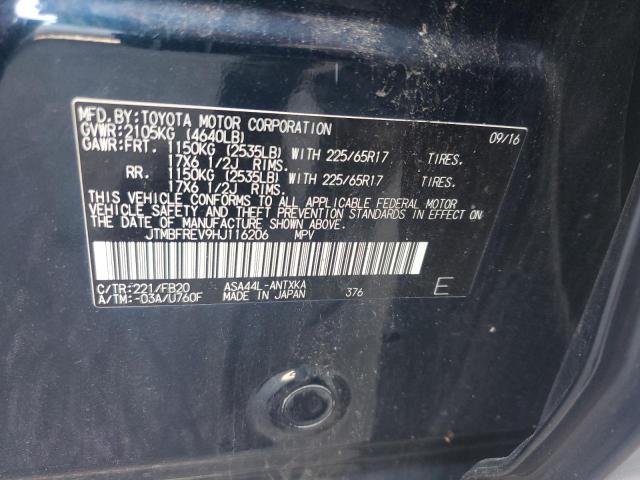 MFD. BY: TOYOTA MOTOR CORPORATION 09/16
GVWR: 2105KG (4640LB)
GAWR: FRT. 1150KG (2535LB) WITH 225/65R17 TIRES.
17X6 1/2J RIMS.
RR. 1150KG (2535LB) WITH 225/65R17 TIRES.
17X6 1/2J RIMS.
THIS VEHICLE CONFORMS TO ALL APPLICABLE FEDERAL MOTOR
VEHICLE SAFETY AND THEFT PREVENTION STANDARDS IN EFFECT
ON THE DATE OF MANUFACTURE SHOWN ABOVE.
JTMBFREV9HJ116206 MPV
C/TR: 221/FB20 ASA44L-ANTXKA
A/TM: -03A/U760F MADE IN JAPAN 376 E